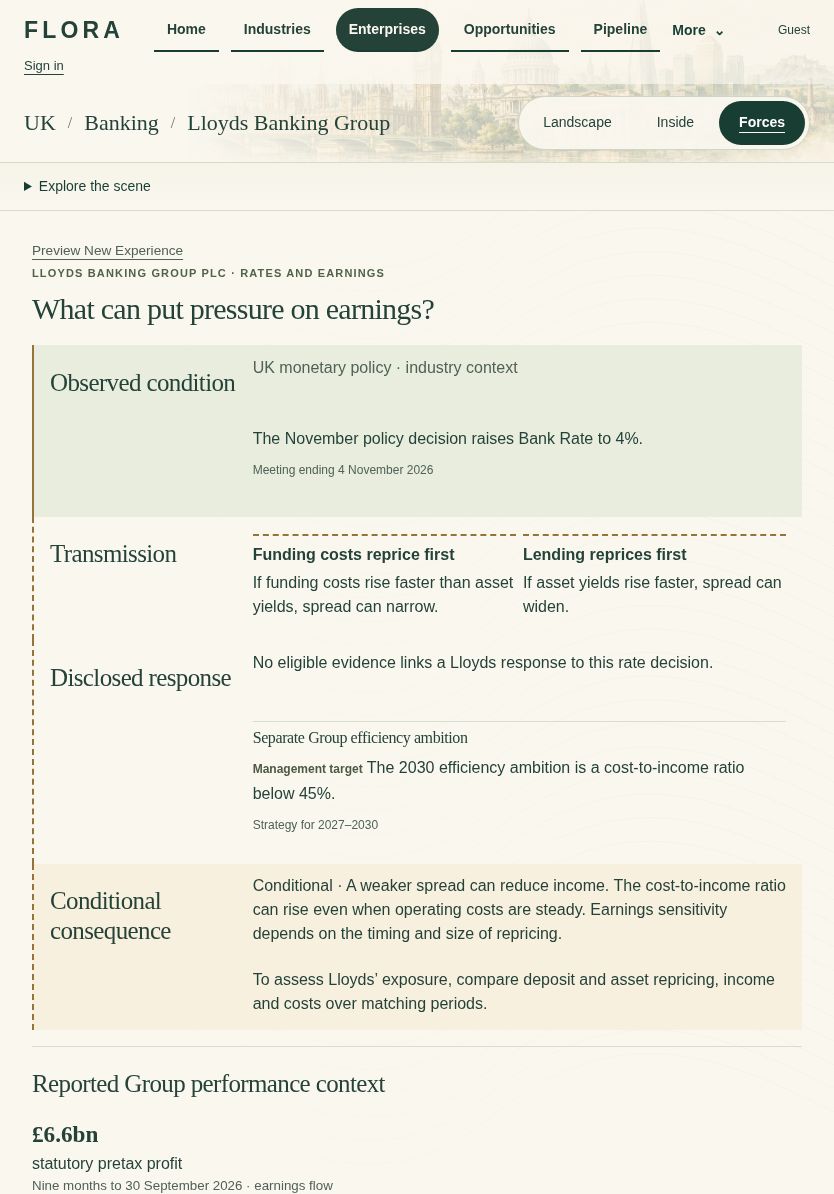 FLORA
Home
Industries
Enterprises
Opportunities
Pipeline
More
Guest
Sign in
UK / Banking / Lloyds Banking Group
Landscape
Inside
Forces
Explore the scene
Preview New Experience
LLOYDS BANKING GROUP PLC · RATES AND EARNINGS
What can put pressure on earnings?
Observed condition
UK monetary policy · industry context
The November policy decision raises Bank Rate to 4%.
Meeting ending 4 November 2026
Transmission
Funding costs reprice first
If funding costs rise faster than asset
yields, spread can narrow.
Lending reprices first
If asset yields rise faster, spread can
widen.
Disclosed response
No eligible evidence links a Lloyds response to this rate decision.
Separate Group efficiency ambition
Management target The 2030 efficiency ambition is a cost-to-income ratio
below 45%.
Strategy for 2027–2030
Conditional
consequence
Conditional · A weaker spread can reduce income. The cost-to-income ratio
can rise even when operating costs are steady. Earnings sensitivity
depends on the timing and size of repricing.
To assess Lloyds’ exposure, compare deposit and asset repricing, income
and costs over matching periods.
Reported Group performance context
£6.6bn
statutory pretax profit
Nine months to 30 September 2026 · earnings flow